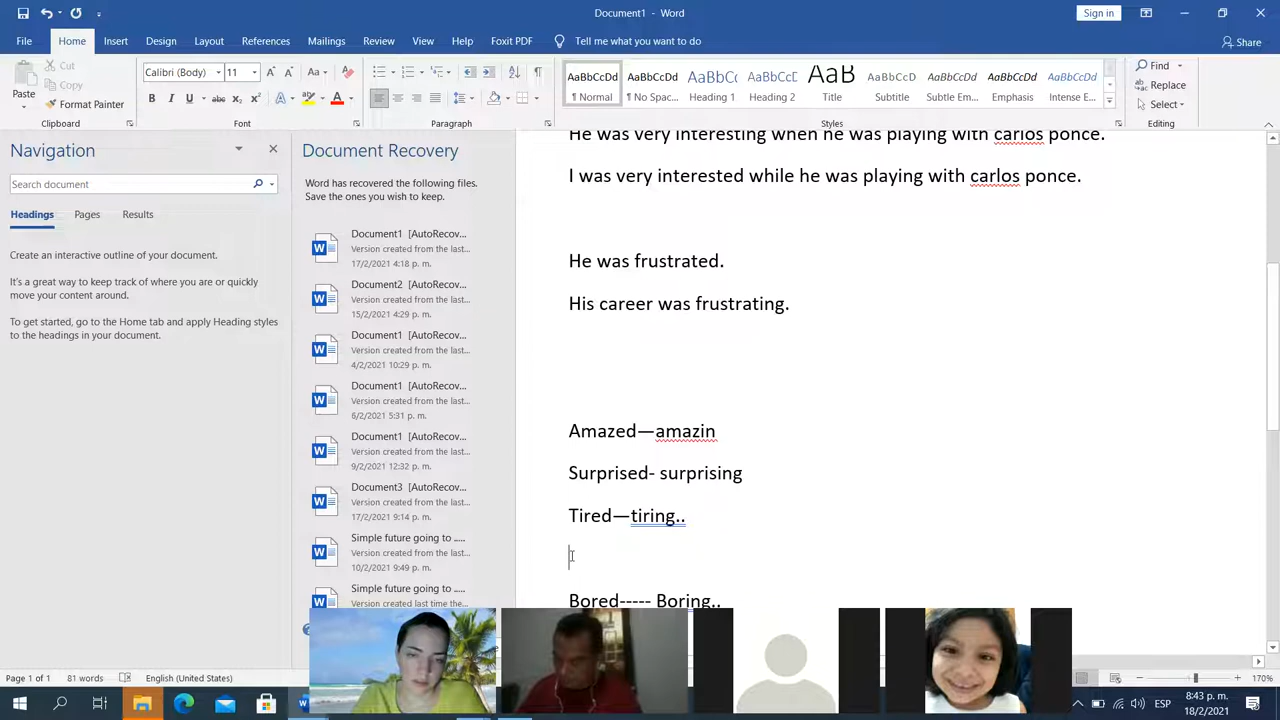 Document1 - Word
Sign in
File Home Insert Design Layout References Mailings Review View Help Foxit PDF Tell me what you want to do Share
Cut
Copy
Format Painter
Paste
Clipboard
Calibri (Body) 11
Font
Paragraph
AaBbCcDd AaBbCcDd AaBbC( AaBbCcD AaB AaBbCcD AaBbCcDd AaBbCcDd AaBbCcDd
¶ Normal ¶ No Spac... Heading 1 Heading 2 Title Subtitle Subtle Em... Emphasis Intense E...
Styles
Find
Replace
Select
Editing
Navigation
Search document
Headings Pages Results
Create an interactive outline of your document.
It's a great way to keep track of where you are or quickly
move your content around.
To get started, go to the Home tab and apply Heading styles
to the headings in your document.
Document Recovery
Word has recovered the following files.
Save the ones you wish to keep.
Document1 [AutoRecov...
Version created from the last...
17/2/2021 4:18 p. m.
Document2 [AutoRecov...
Version created from the last...
15/2/2021 4:29 p. m.
Document1 [AutoRecov...
Version created from the last...
4/2/2021 10:29 p. m.
Document1 [AutoRecov...
Version created from the last...
6/2/2021 5:31 p. m.
Document1 [AutoRecov...
Version created from the last...
9/2/2021 12:32 p. m.
Document3 [AutoRecov...
Version created from the last...
17/2/2021 9:14 p. m.
Simple future going to .....
Version created from the last...
10/2/2021 9:49 p. m.
Simple future going to .....
Version created last time the...
He was very interesting when he was playing with carlos ponce.
I was very interested while he was playing with carlos ponce.
He was frustrated.
His career was frustrating.
Amazed—amazin
Surprised- surprising
Tired—tiring..
Bored----- Boring..
Page 1 of 1 81 words English (United States)
170%
ESP
8:43 p. m.
18/2/2021